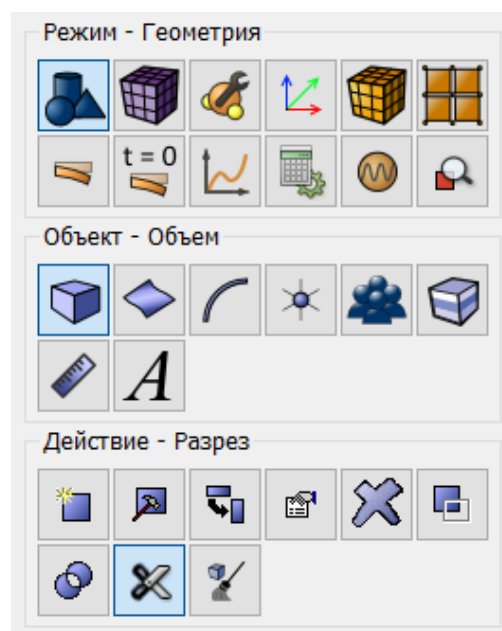 Режим - Геометрия
t = 0
Объект - Объем
A
Действие - Разрез